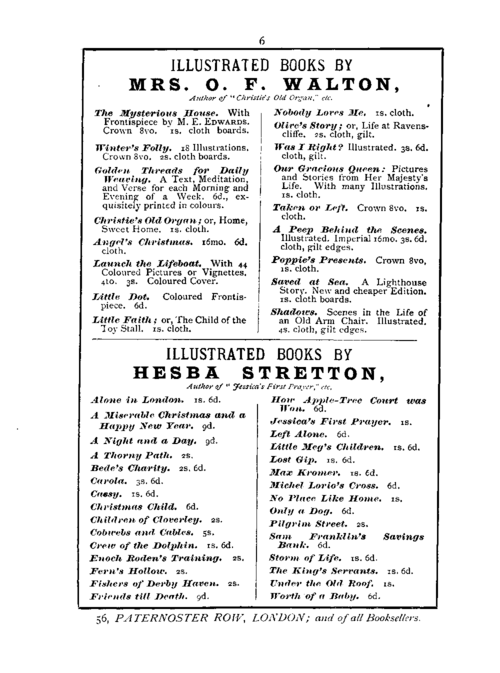 6
ILLUSTRATED BOOKS BY
MRS. O. F. WALTON,
Author of "Christie's Old Organ," etc.
The Mysterious House. With
Frontispiece by M. E. EDWARDS.
Crown 8vo. 1s. cloth boards.
Winter's Folly. 18 Illustrations.
Crown 8vo. 2s. cloth boards.
Golden Threads for Daily
Weaving. A Text, Meditation,
and Verse for each Morning and
Evening of a Week. 6d., ex-
quisitely printed in colours.
Christie's Old Organ; or, Home,
Sweet Home. 1s. cloth.
Angel's Christmas. 16mo. 6d.
cloth.
Launch the Lifeboat. With 44
Coloured Pictures or Vignettes.
4to. 3s. Coloured Cover.
Little Dot. Coloured Frontis-
piece. 6d.
Little Faith; or, The Child of the
Toy Stall. 1s. cloth.
Nobody Loves Me. 1s. cloth.
Olive's Story; or, Life at Ravens-
cliffe. 2s. cloth, gilt.
Was I Right? Illustrated. 3s. 6d.
cloth, gilt.
Our Gracious Queen: Pictures
and Stories from Her Majesty's
Life. With many Illustrations.
1s. cloth.
Taken or Left. Crown 8vo. 1s.
cloth.
A Peep Behind the Scenes.
Illustrated. Imperial 16mo. 3s. 6d.
cloth, gilt edges.
Poppie's Presents. Crown 8vo,
1s. cloth.
Saved at Sea. A Lighthouse
Story. New and cheaper Edition.
1s. cloth boards.
Shadows. Scenes in the Life of
an Old Arm Chair. Illustrated.
4s. cloth, gilt edges.
ILLUSTRATED BOOKS BY
HESBA STRETTON,
Author of "Jessica's First Prayer," etc.
Alone in London. 1s. 6d.
A Miserable Christmas and a
Happy New Year. 9d.
A Night and a Day. 9d.
A Thorny Path. 2s.
Bede's Charity. 2s. 6d.
Carola. 3s. 6d.
Cassy. 1s. 6d.
Christmas Child. 6d.
Children of Cloverley. 2s.
Cobwebs and Cables. 5s.
Crew of the Dolphin. 1s. 6d.
Enoch Roden's Training. 2s.
Fern's Hollow. 2s.
Fishers of Derby Haven. 2s.
Friends till Death. 9d.
How Apple-Tree Court was
Won. 6d.
Jessica's First Prayer. 1s.
Left Alone. 6d.
Little Meg's Children. 1s. 6d.
Lost Gip. 1s. 6d.
Max Kromer. 1s. 6d.
Michel Lorio's Cross. 6d.
No Place Like Home. 1s.
Only a Dog. 6d.
Pilgrim Street. 2s.
Sam Franklin's Savings
Bank. 6d.
Storm of Life. 1s. 6d.
The King's Servants. 1s. 6d.
Under the Old Roof. 1s.
Worth of a Baby. 6d.
56, PATERNOSTER ROW, LONDON; and of all Booksellers.